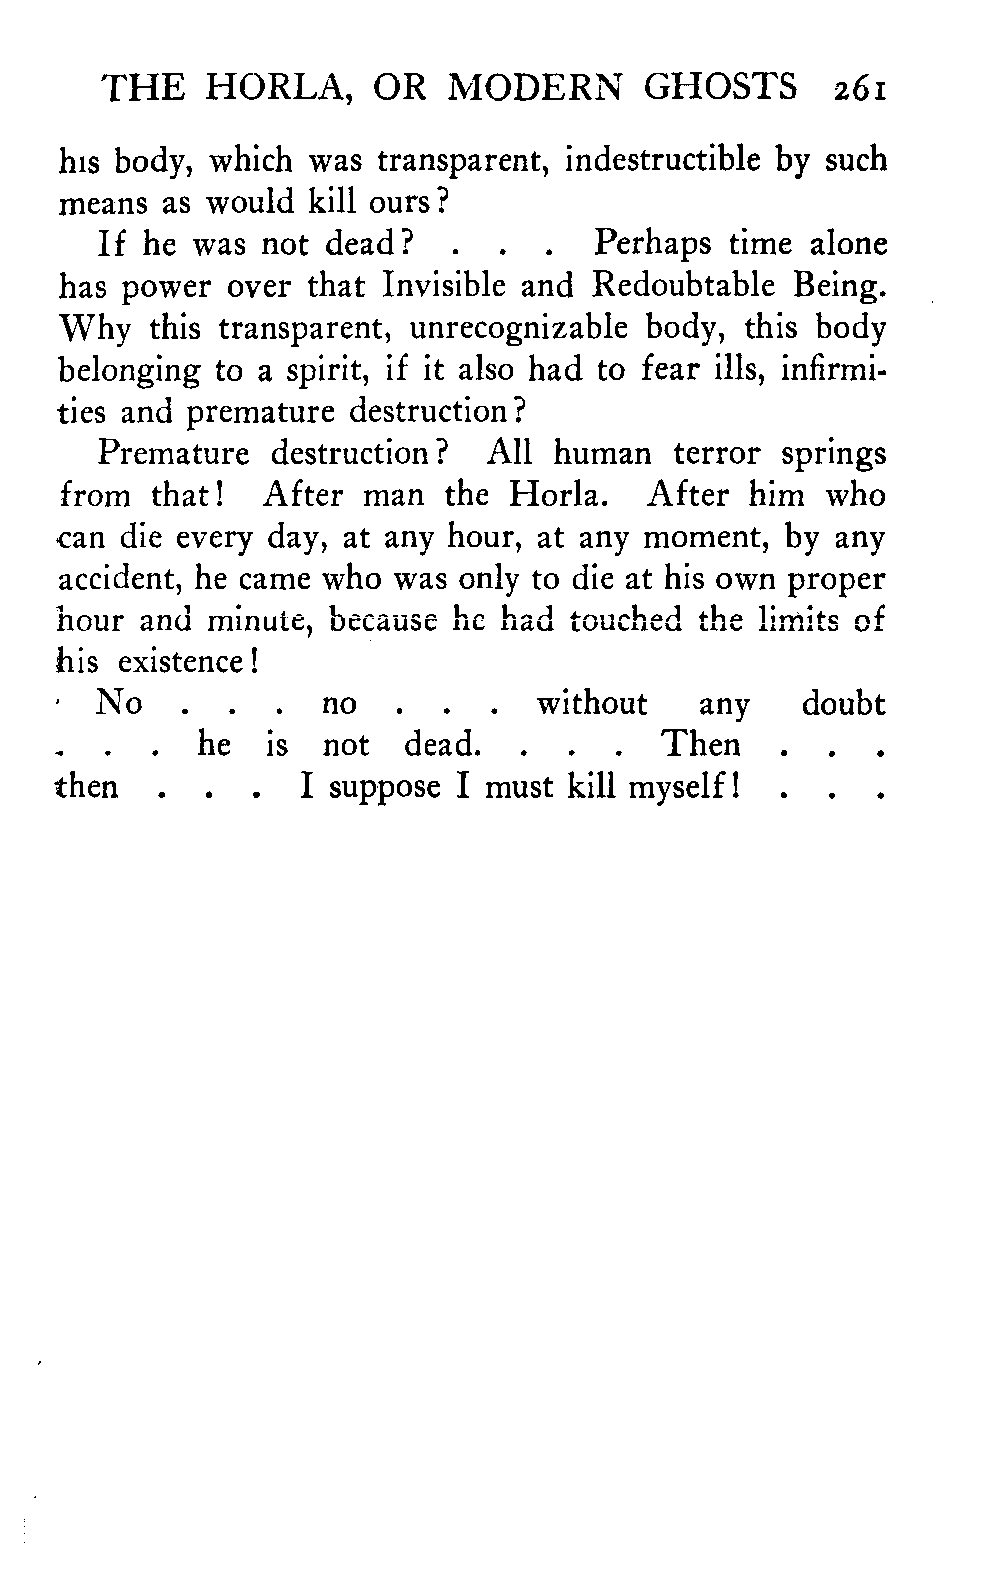 THE HORLA, OR MODERN GHOSTS 261
his body, which was transparent, indestructible by such
means as would kill ours?
If he was not dead? . . . Perhaps time alone
has power over that Invisible and Redoubtable Being.
Why this transparent, unrecognizable body, this body
belonging to a spirit, if it also had to fear ills, infirmi-
ties and premature destruction?
Premature destruction? All human terror springs
from that! After man the Horla. After him who
can die every day, at any hour, at any moment, by any
accident, he came who was only to die at his own proper
hour and minute, because he had touched the limits of
his existence!
No . . . no . . . without any doubt
. . . he is not dead. . . . Then . . .
then . . . I suppose I must kill myself! . . .